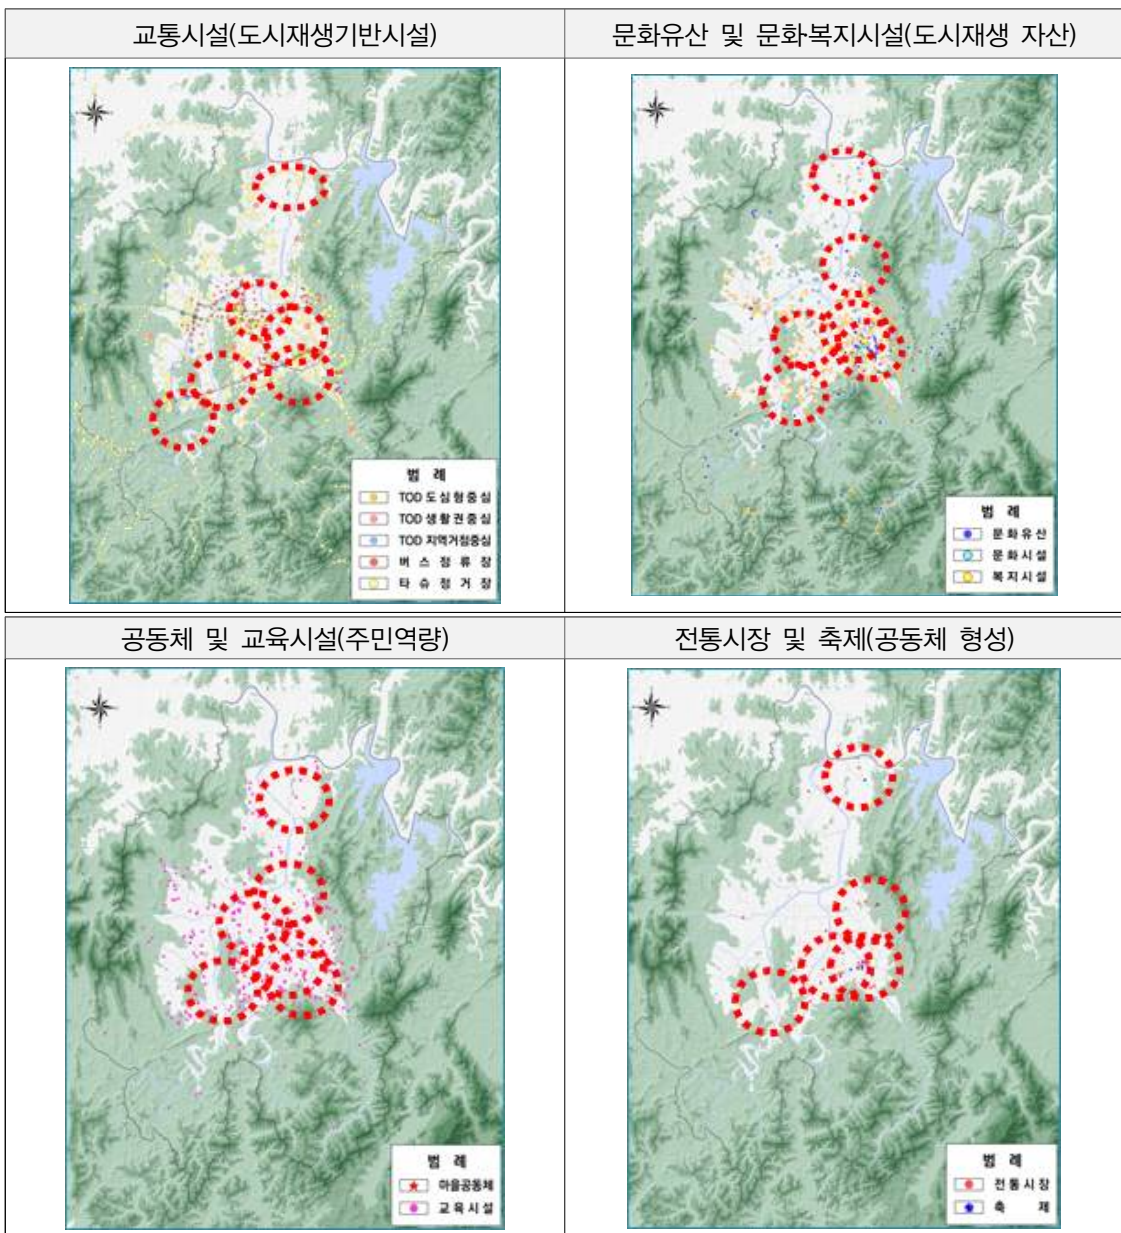 교통시설(도시재생기반시설)
문화유산 및 문화·복지시설(도시재생 자산)
범 례
TOD 도심형중심
TOD 생활권중심
TOD 지역거점중심
버스정류장
타슈정거장
범 례
문화유산
문화시설
복지시설
공동체 및 교육시설(주민역량)
전통시장 및 축제(공동체 형성)
범 례
마을공동체
교육시설
범 례
전통시장
축 제